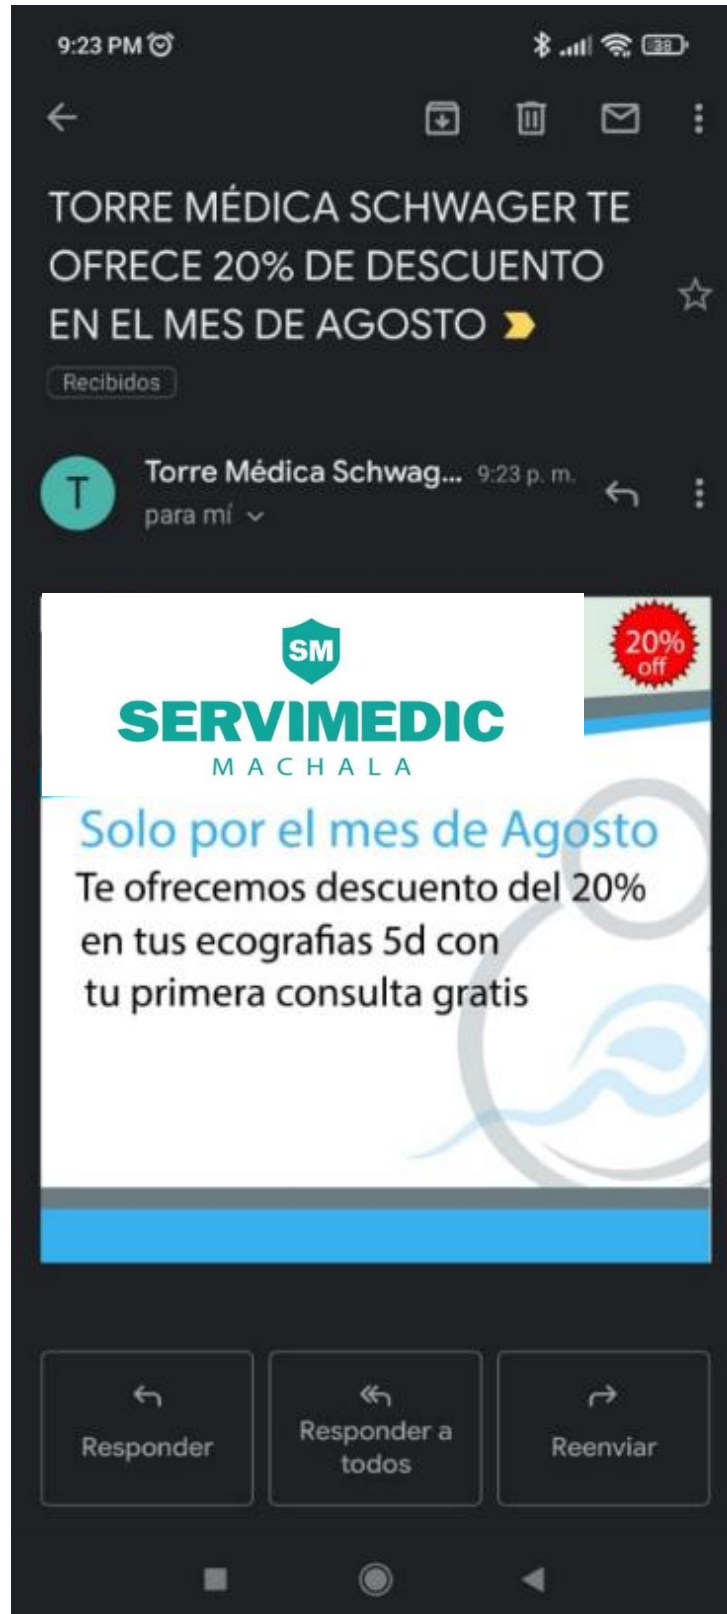 9:23 PM
38
TORRE MÉDICA SCHWAGER TE
OFRECE 20% DE DESCUENTO
EN EL MES DE AGOSTO
Recibidos
T
Torre Médica Schwag... 9:23 p. m.
para mí
SM
SERVIMEDIC
MACHALA
20%
off
Solo por el mes de Agosto
Te ofrecemos descuento del 20%
en tus ecografias 5d con
tu primera consulta gratis
Responder
Responder a
todos
Reenviar